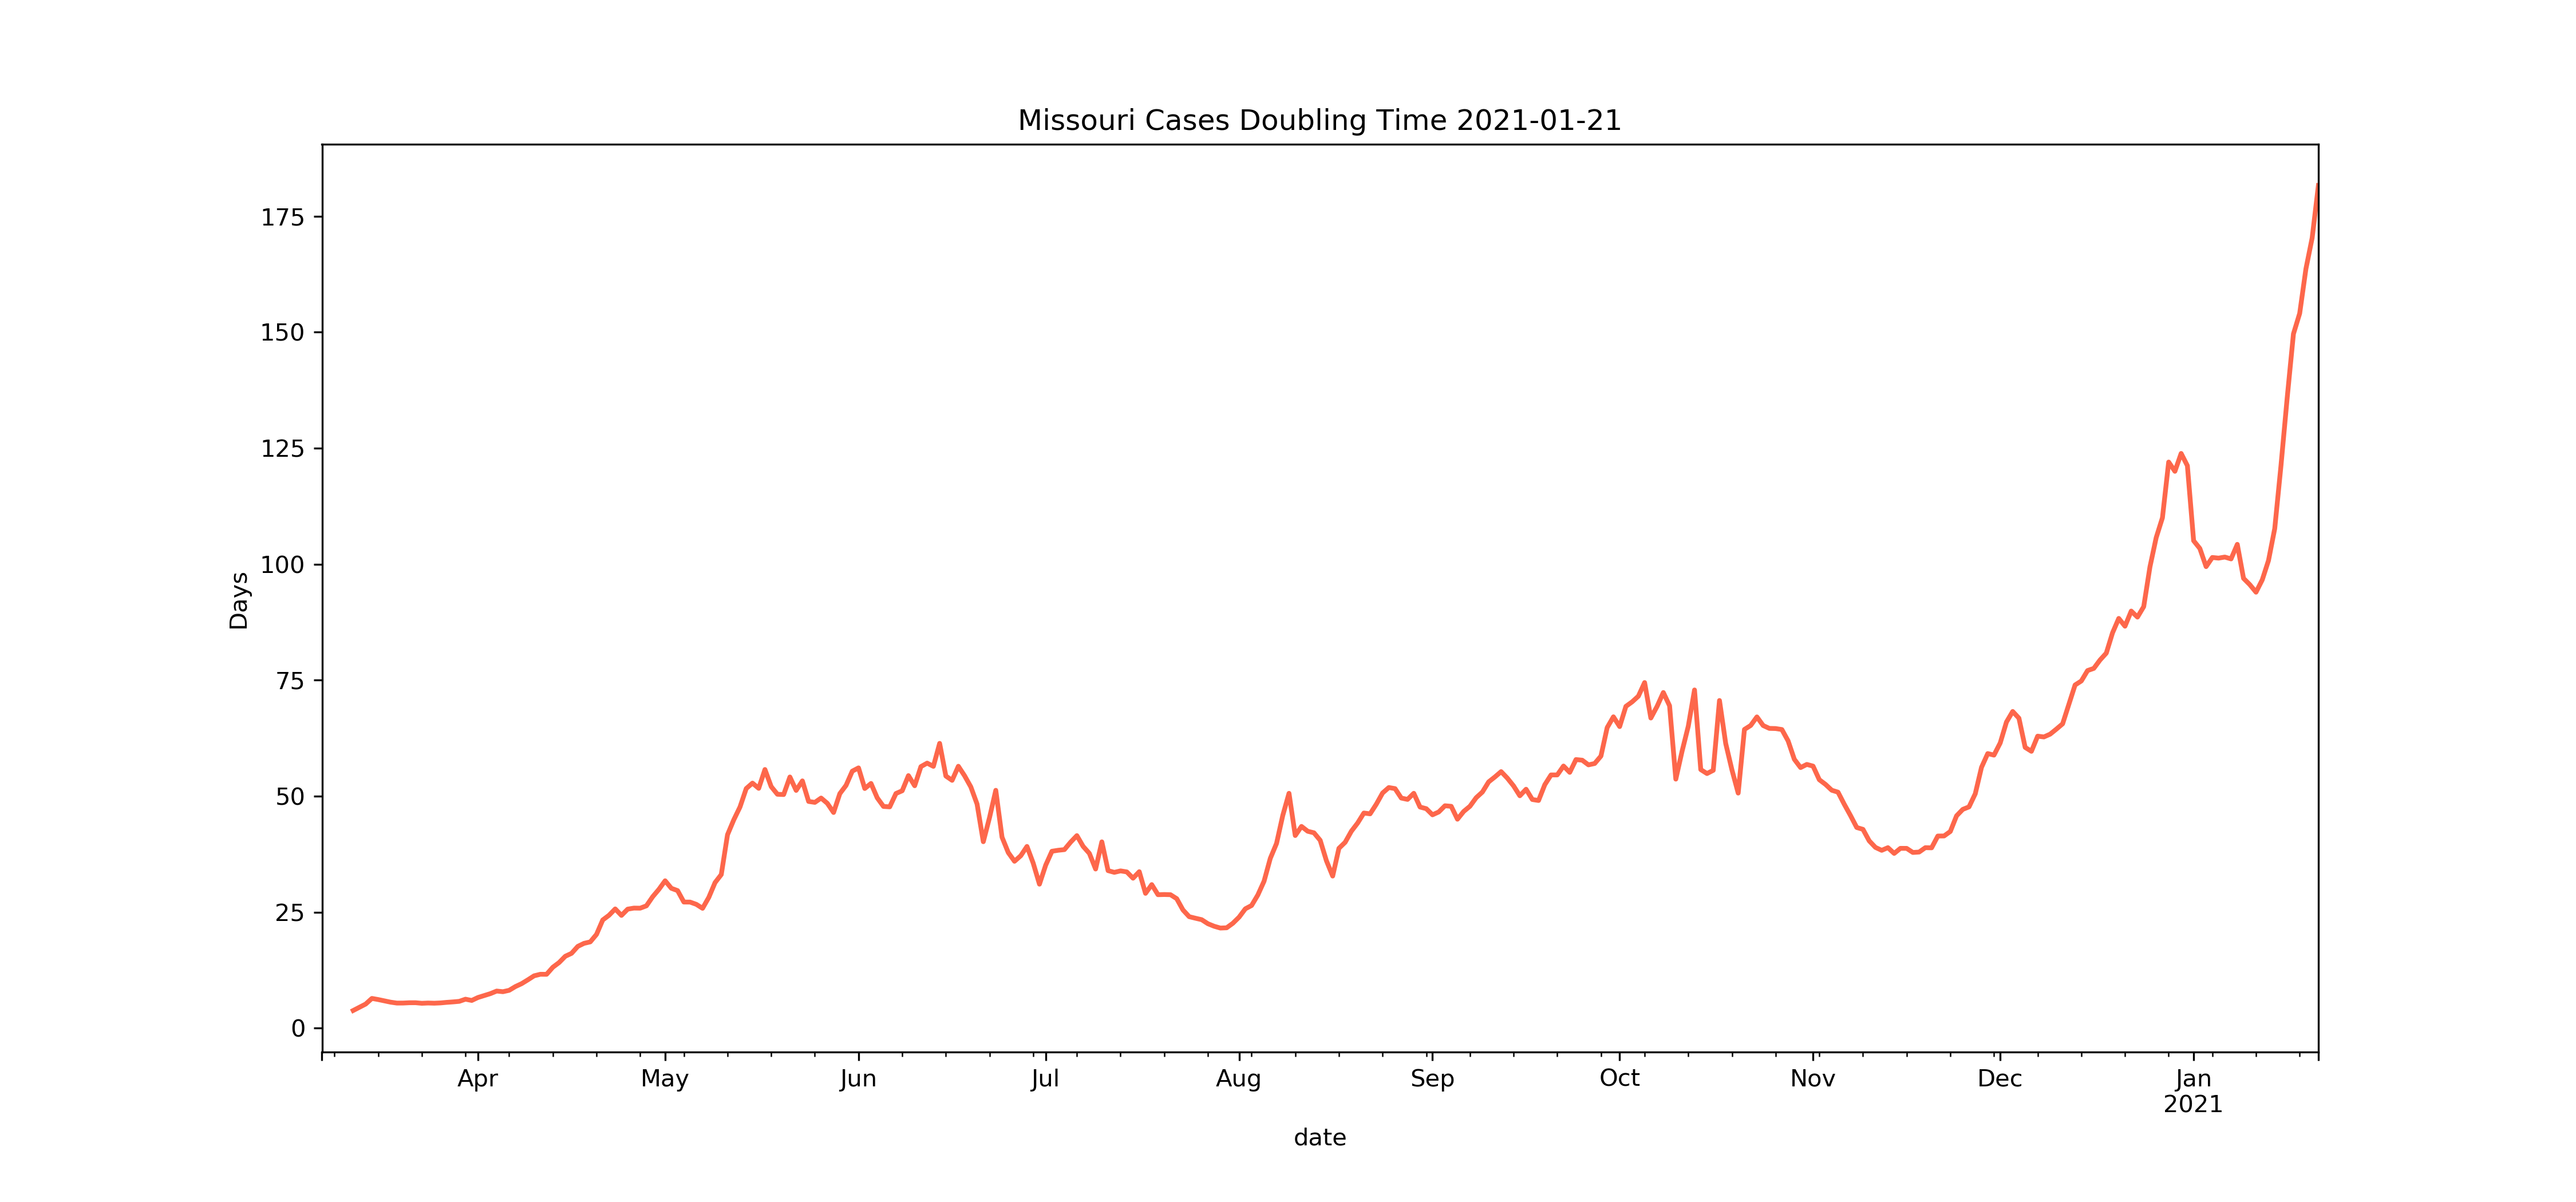 Missouri Cases Doubling Time 2021-01-21
175
150
125
100
75
50
25
0
Days
Apr May Jun Jul Aug Sep Oct Nov Dec Jan
2021
date